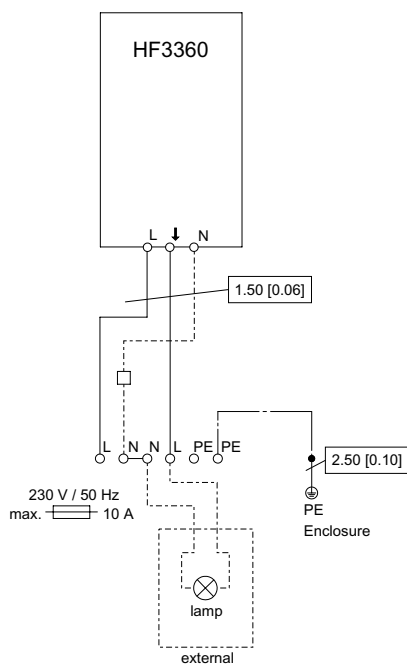 HF3360
L ⬇ N
1.50 [0.06]
L N N L PE PE
2.50 [0.10]
230 V / 50 Hz
max. 10 A
PE
Enclosure
lamp
external